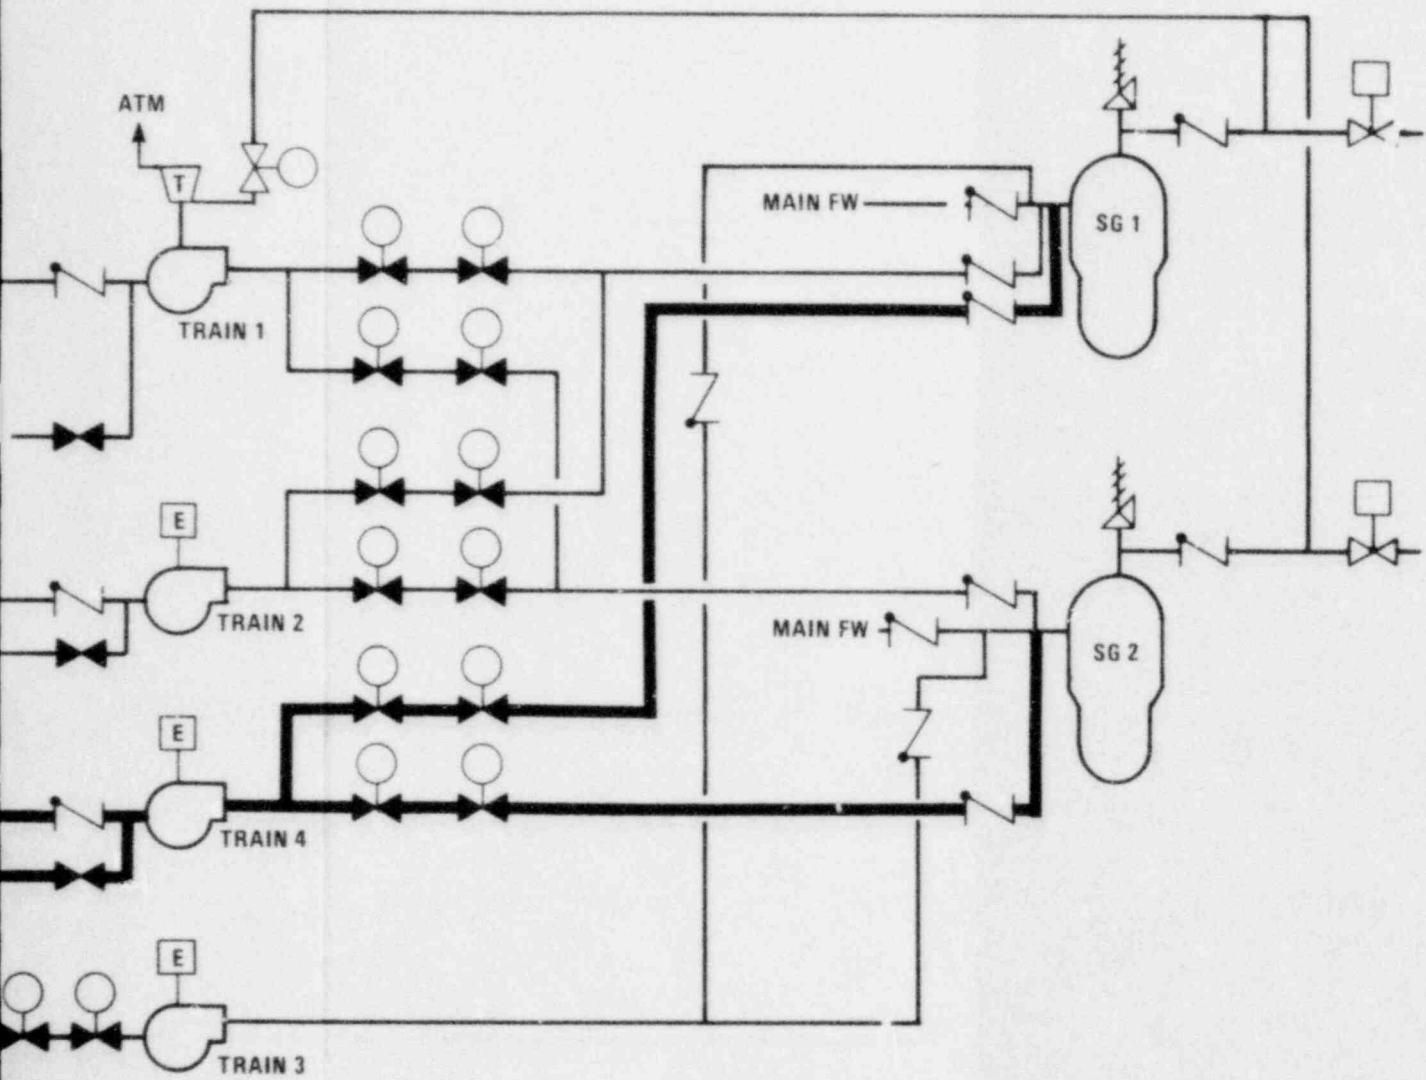 ATM
T
MAIN FW
SG 1
TRAIN 1
E
TRAIN 2
MAIN FW
SG 2
E
TRAIN 4
E
TRAIN 3